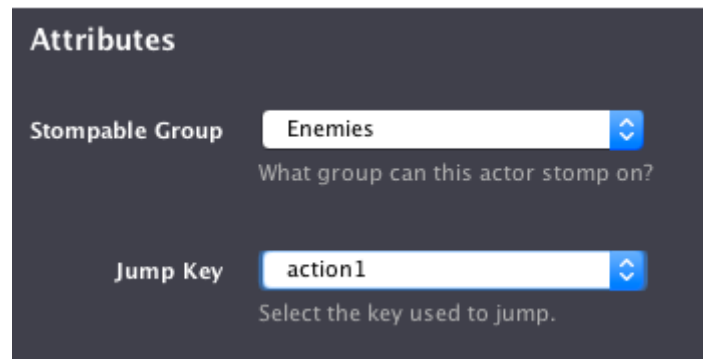 Attributes
Stompable Group Enemies
What group can this actor stomp on?
Jump Key action1
Select the key used to jump.